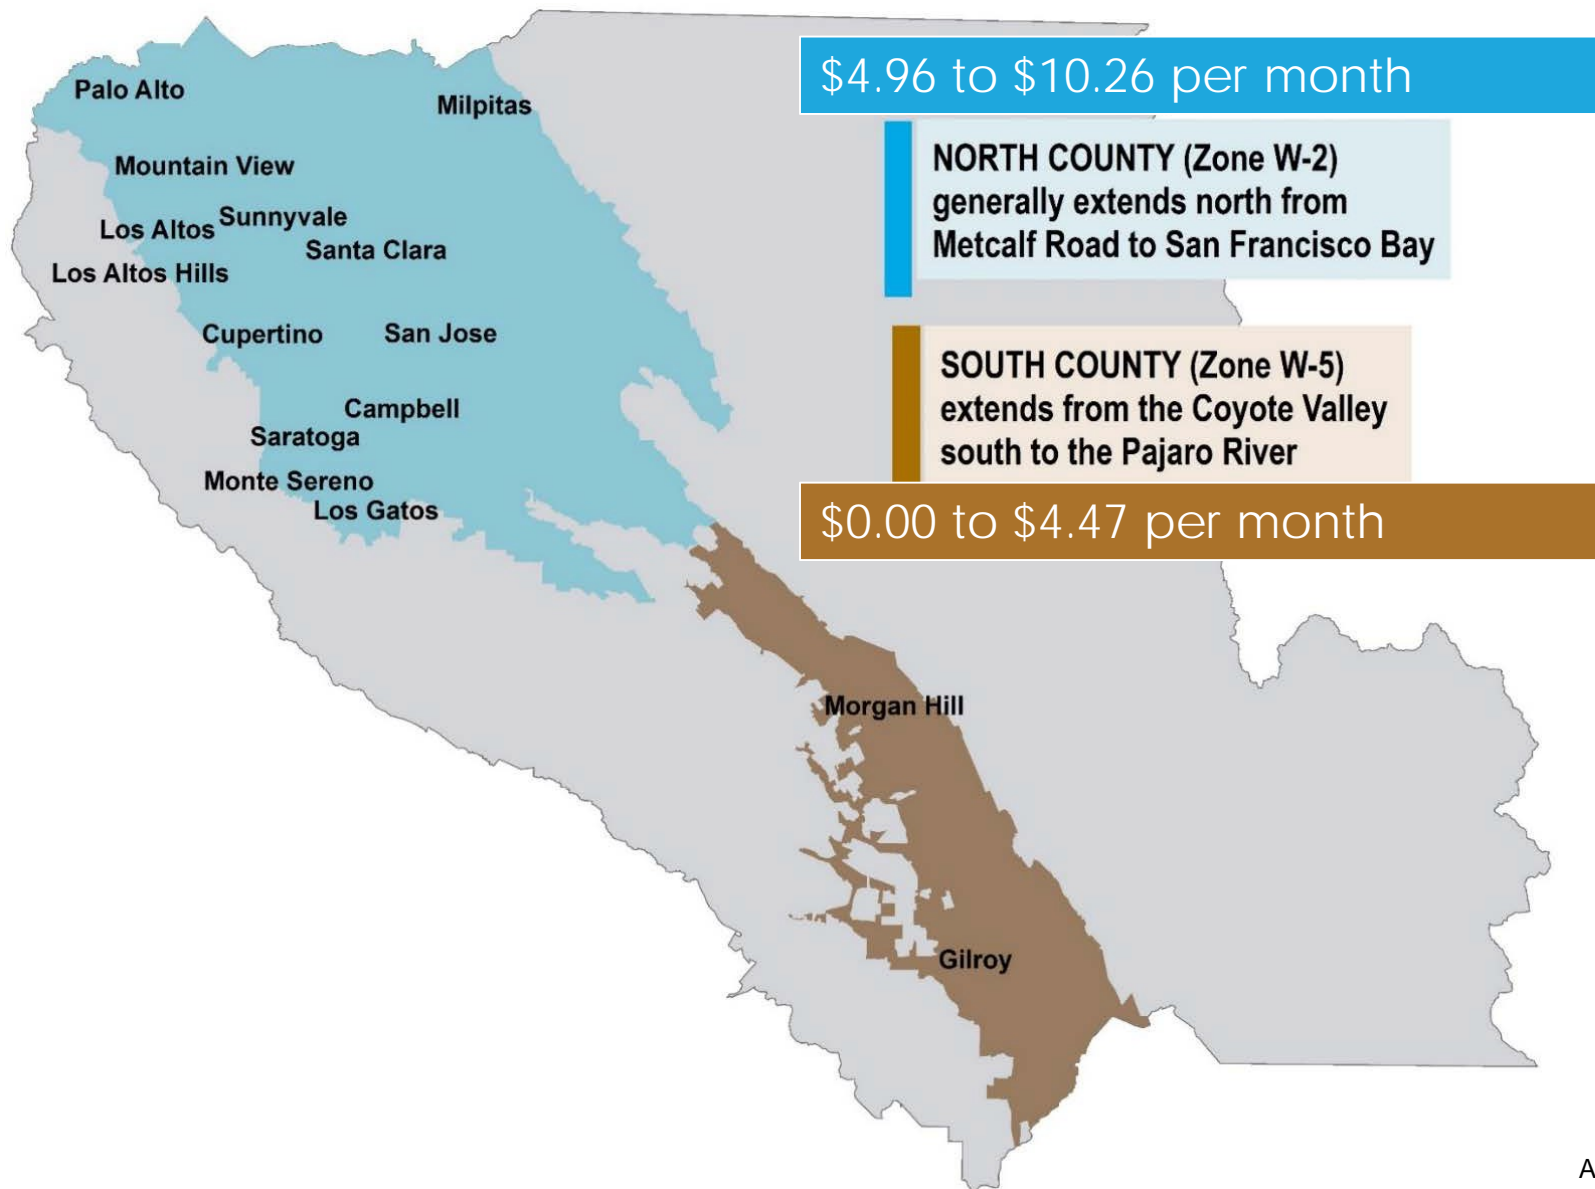 $4.96 to $10.26 per month
Palo Alto
Milpitas
NORTH COUNTY (Zone W-2)
generally extends north from
Metcalf Road to San Francisco Bay
Mountain View
Sunnyvale
Los Altos
Santa Clara
Los Altos Hills
Cupertino
San Jose
SOUTH COUNTY (Zone W-5)
extends from the Coyote Valley
south to the Pajaro River
Campbell
Saratoga
Monte Sereno
Los Gatos
$0.00 to $4.47 per month
Morgan Hill
Gilroy
A